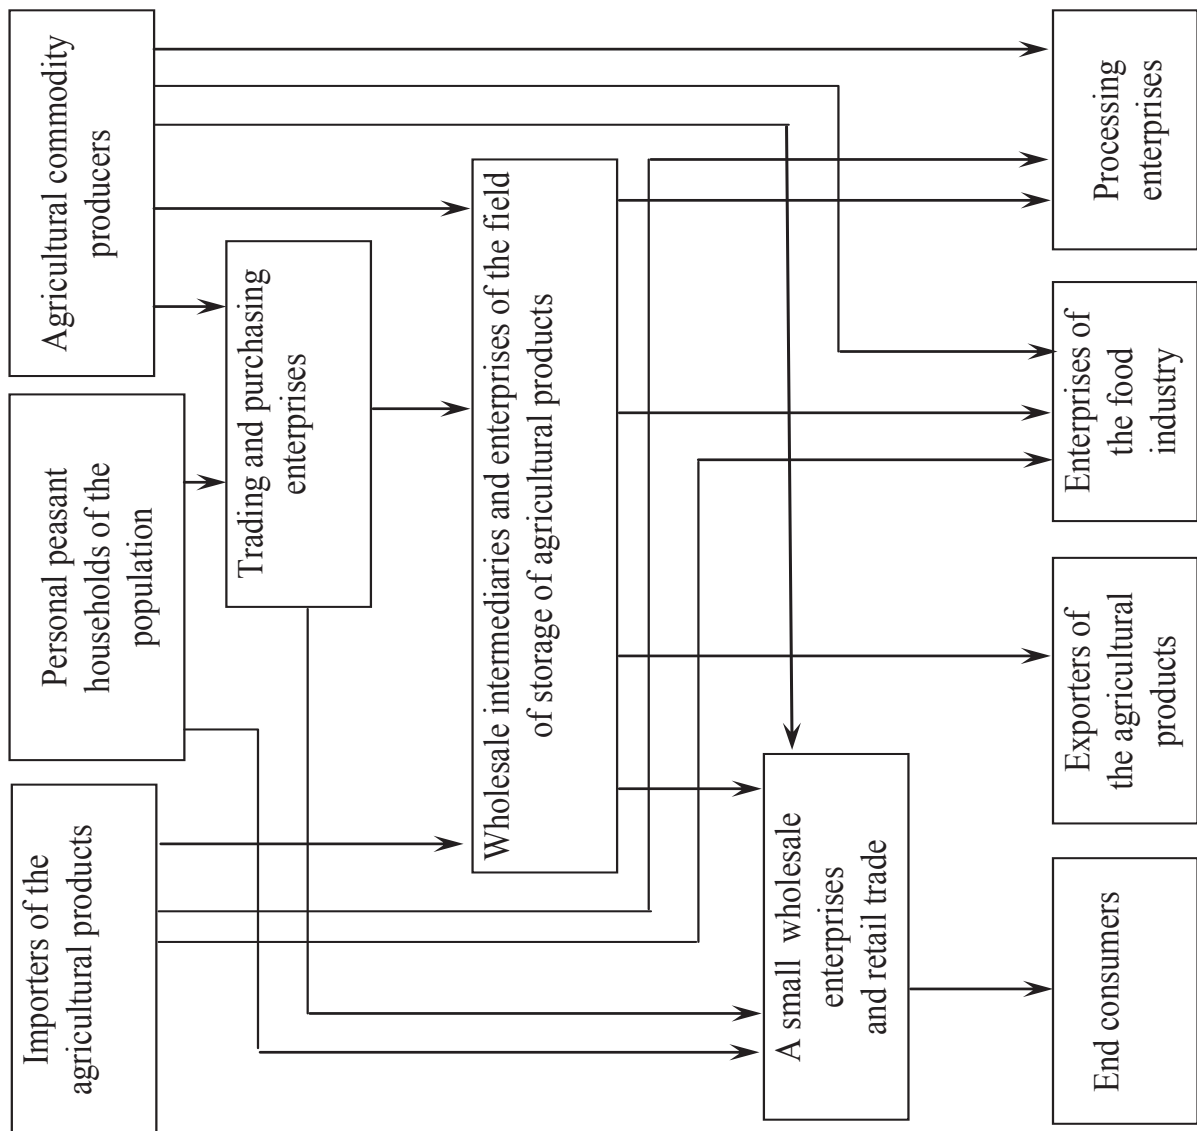 Importers of the
agricultural products
Personal peasant
households of the
population
Agricultural commodity
producers
Trading and purchasing
enterprises
Wholesale intermediaries and enterprises of the field
of storage of agricultural products
A small wholesale
enterprises
and retail trade
End consumers
Exporters of
the agricultural
products
Enterprises of
the food
industry
Processing
enterprises